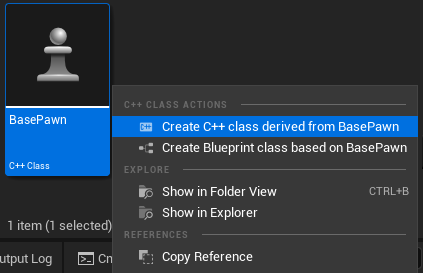 BasePawn
C++ Class
C++ CLASS ACTIONS
C++ Create C++ class derived from BasePawn
Create Blueprint class based on BasePawn
EXPLORE
Show in Folder View CTRL+B
Show in Explorer
REFERENCES
Copy Reference
1 item (1 selected)
utput Log
Cm